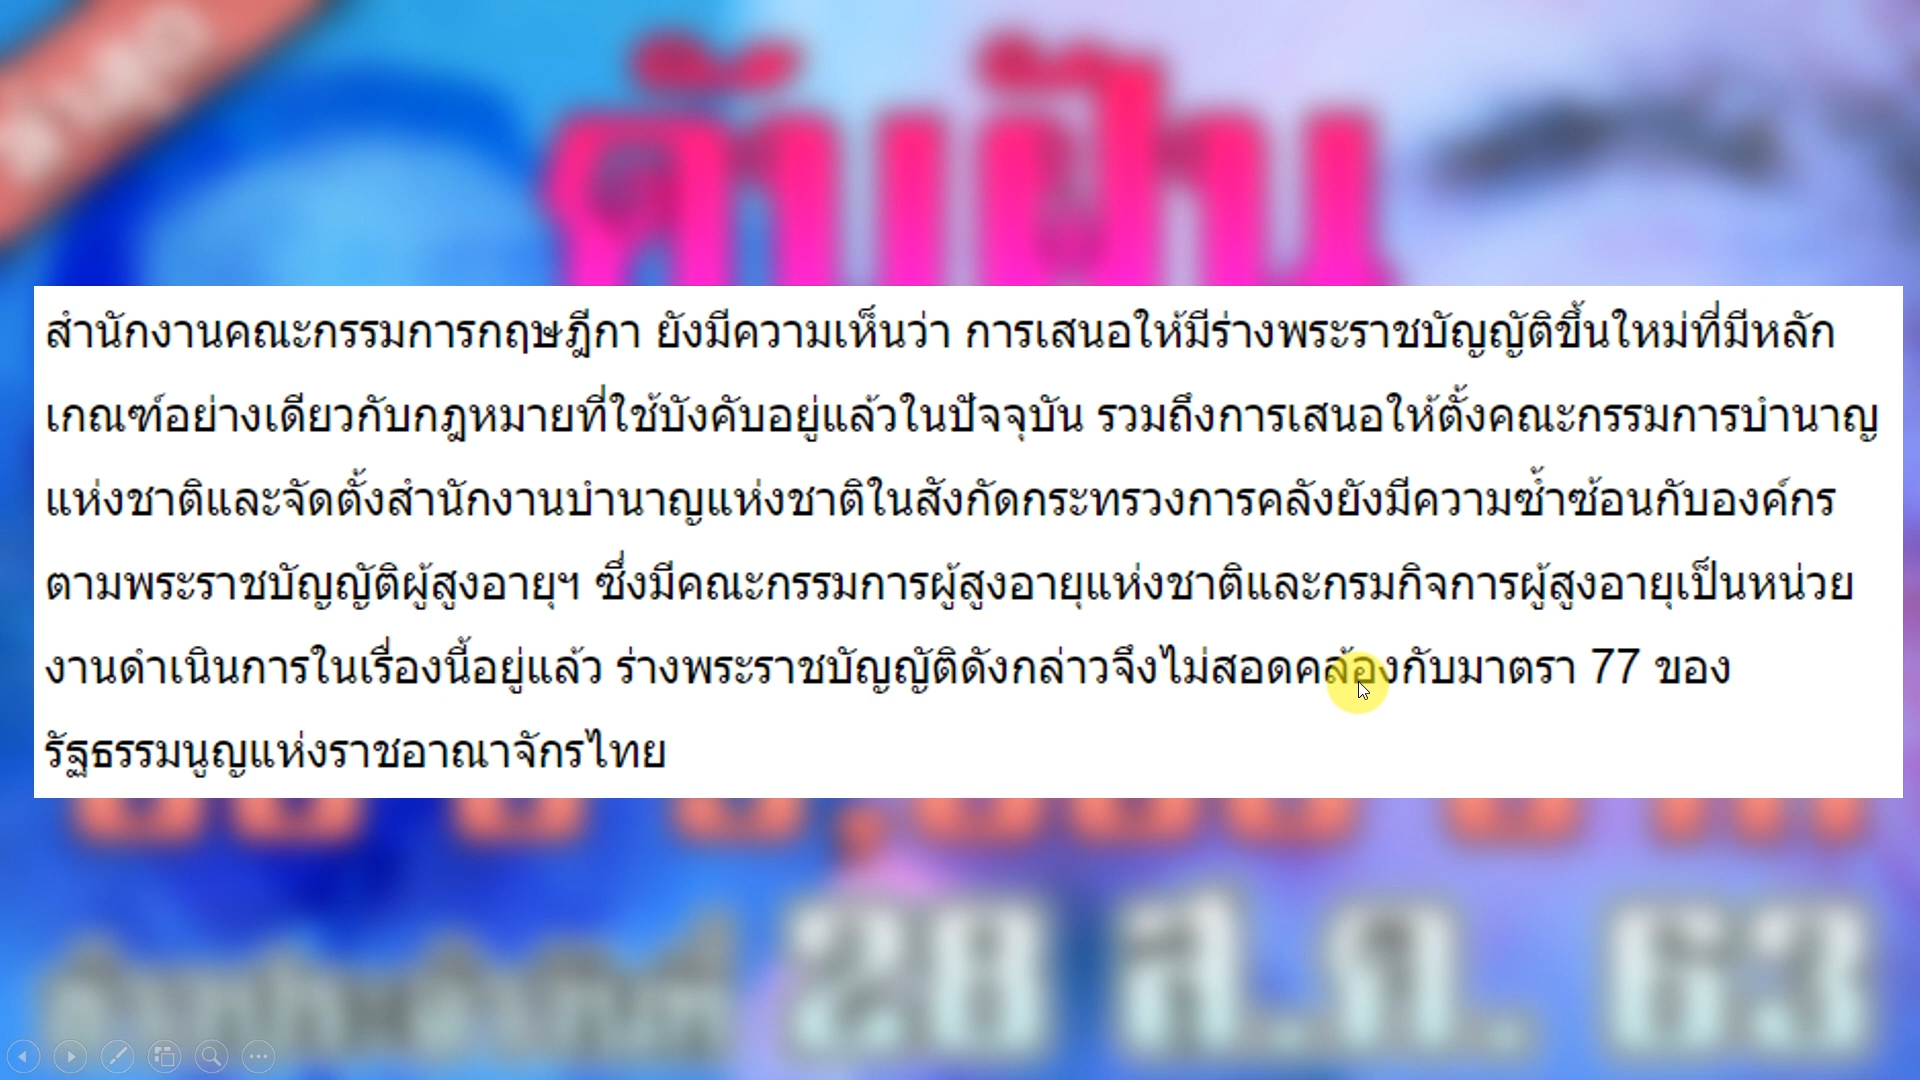 สำนักงานคณะกรรมการกฤษฎีกา ยังมีความเห็นว่า การเสนอให้มีร่างพระราชบัญญัติขึ้นใหม่ที่มีหลัก
เกณฑ์อย่างเดียวกับกฎหมายที่ใช้บังคับอยู่แล้วในปัจจุบัน รวมถึงการเสนอให้ตั้งคณะกรรมการบำนาญ
แห่งชาติและจัดตั้งสำนักงานบำนาญแห่งชาติในสังกัดกระทรวงการคลังยังมีความซ้ำซ้อนกับองค์กร
ตามพระราชบัญญัติผู้สูงอายุฯ ซึ่งมีคณะกรรมการผู้สูงอายุแห่งชาติและกรมกิจการผู้สูงอายุเป็นหน่วย
งานดำเนินการในเรื่องนี้อยู่แล้ว ร่างพระราชบัญญัติดังกล่าวจึงไม่สอดคล้องกับมาตรา 77 ของ
รัฐธรรมนูญแห่งราชอาณาจักรไทย
28 ส.ค. 63